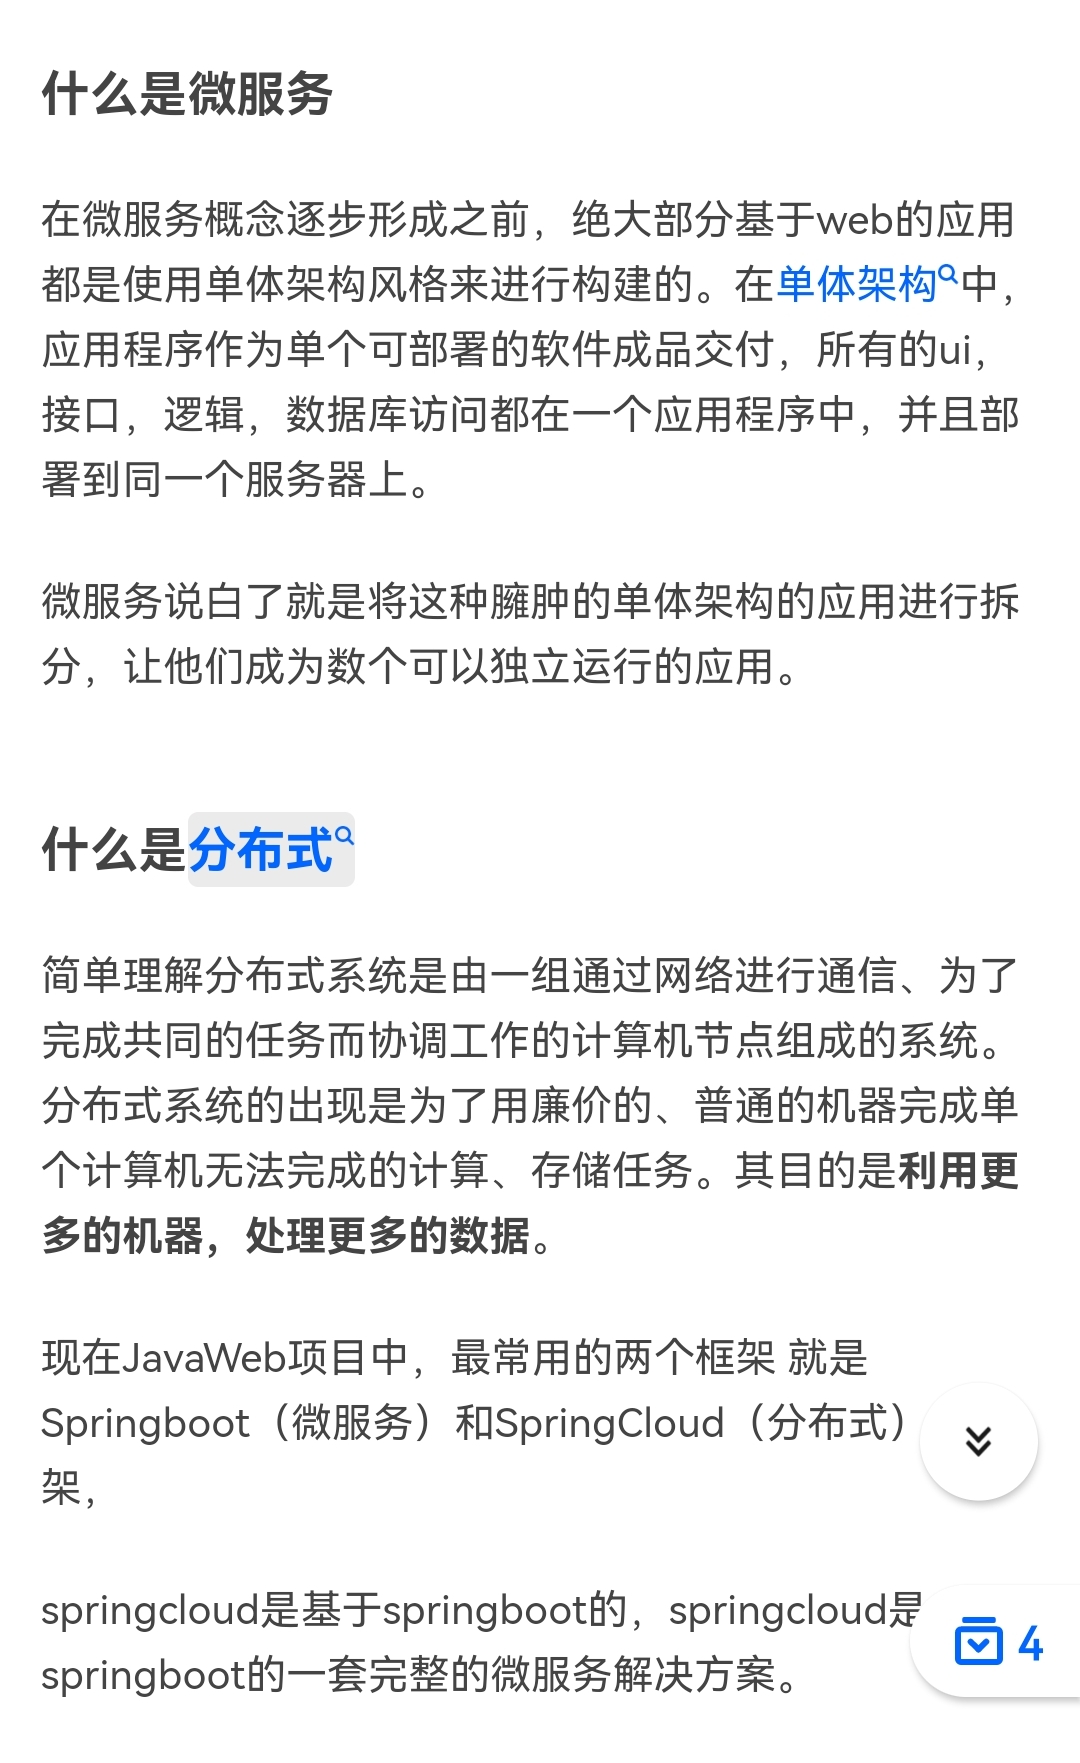 什么是微服务
在微服务概念逐步形成之前，绝大部分基于web的应用
都是使用单体架构风格来进行构建的。在单体架构中，
应用程序作为单个可部署的软件成品交付，所有的ui，
接口，逻辑，数据库访问都在一个应用程序中，并且部
署到同一个服务器上。
微服务说白了就是将这种臃肿的单体架构的应用进行拆
分，让他们成为数个可以独立运行的应用。
什么是分布式
简单理解分布式系统是由一组通过网络进行通信、为了
完成共同的任务而协调工作的计算机节点组成的系统。
分布式系统的出现是为了用廉价的、普通的机器完成单
个计算机无法完成的计算、存储任务。其目的是利用更
多的机器，处理更多的数据。
现在JavaWeb项目中，最常用的两个框架 就是
Springboot（微服务）和SpringCloud（分布式）
架，
springcloud是基于springboot的，springcloud是
springboot的一套完整的微服务解决方案。
4